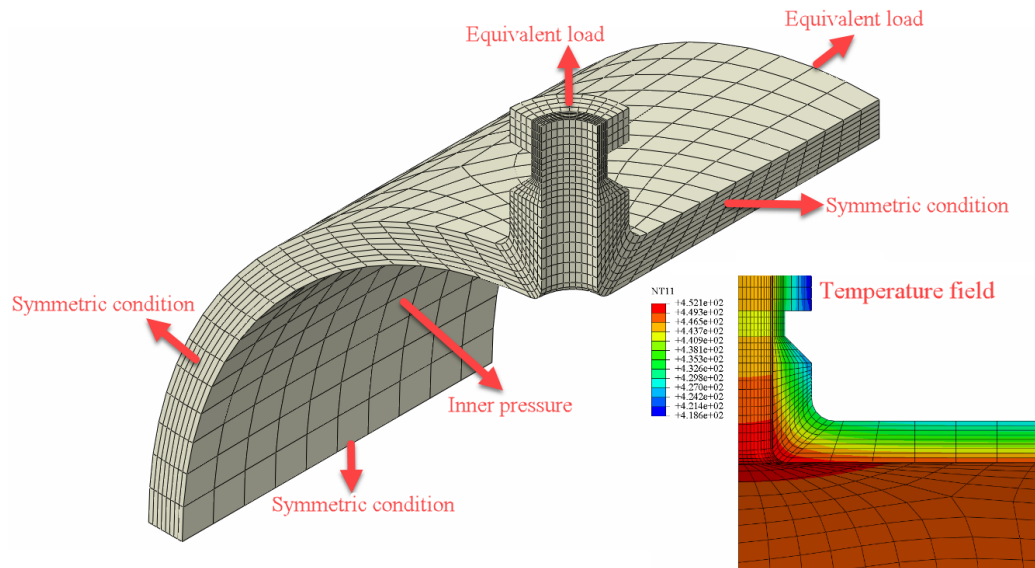 Equivalent load
Equivalent load
Symmetric condition
Symmetric condition
Inner pressure
Symmetric condition
Temperature field
NT11
+4.521e+02
+4.493e+02
+4.465e+02
+4.437e+02
+4.409e+02
+4.381e+02
+4.353e+02
+4.326e+02
+4.298e+02
+4.270e+02
+4.242e+02
+4.214e+02
+4.186e+02